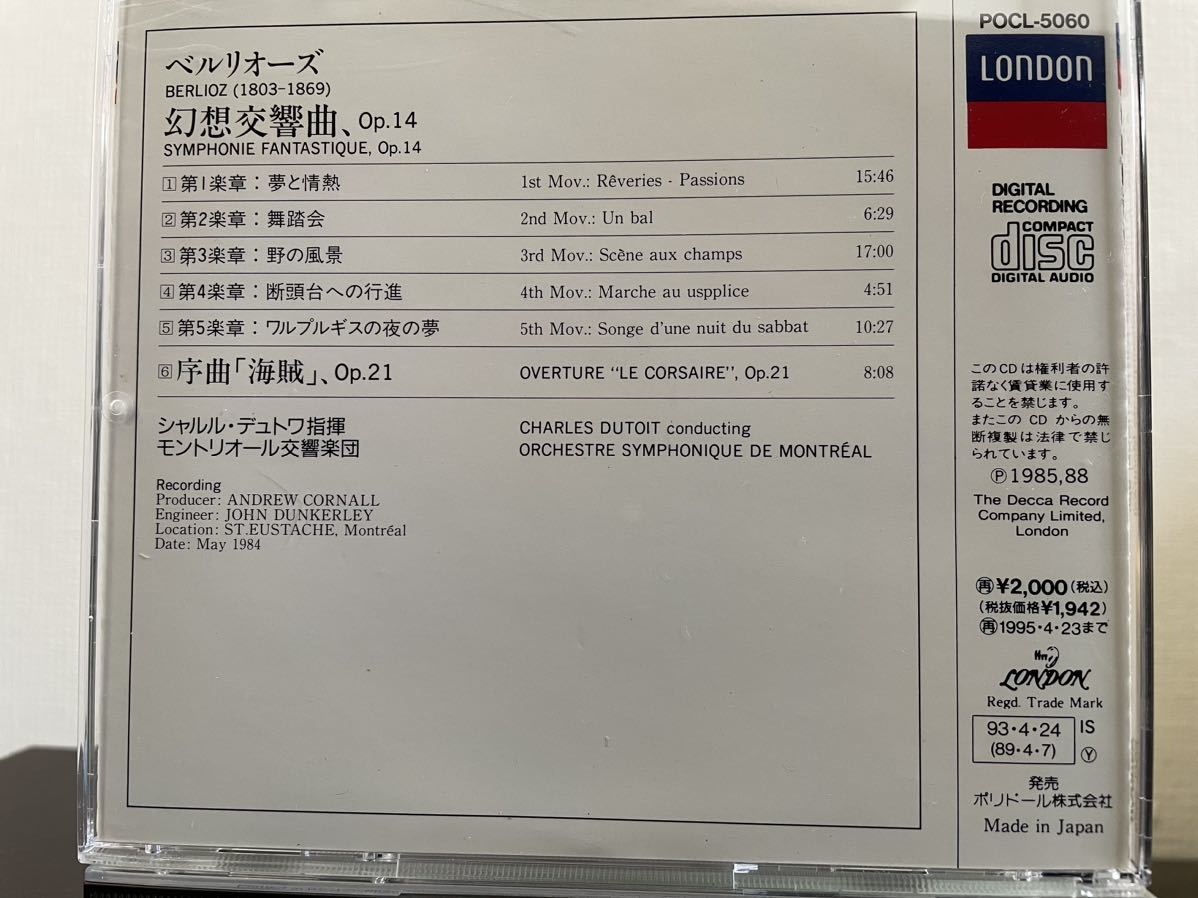 ベルリオーズ
BERLIOZ (1803-1869)
幻想交響曲、Op.14
SYMPHONIE FANTASTIQUE, Op.14
1 第1楽章：夢と情熱 1st Mov.: Rêveries - Passions 15:46
2 第2楽章：舞踏会 2nd Mov.: Un bal 6:29
3 第3楽章：野の風景 3rd Mov.: Scène aux champs 17:00
4 第4楽章：断頭台への行進 4th Mov.: Marche au uspplice 4:51
5 第5楽章：ワルプルギスの夜の夢 5th Mov.: Songe d'une nuit du sabbat 10:27
6 序曲「海賊」、Op.21 OVERTURE "LE CORSAIRE", Op.21 8:08
シャルル・デュトワ指揮 CHARLES DUTOIT conducting
モントリオール交響楽団 ORCHESTRE SYMPHONIQUE DE MONTRÉAL
Recording
Producer: ANDREW CORNALL
Engineer: JOHN DUNKERLEY
Location: ST.EUSTACHE, Montréal
Date: May 1984
POCL-5060
LONDON
DIGITAL
RECORDING
COMPACT
disc
DIGITAL AUDIO
このCDは権利者の許
諾なく賃貸業に使用す
ることを禁じます。
またこの CD からの無
断複製は法律で禁じ
られています。
Ⓟ1985,88
The Decca Record
Company Limited,
London
㊢¥2,000(税込)
(税抜価格¥1,942)
再1995・4・23まで
LONDON
Regd. Trade Mark
93・4・24 IS
(89・4・7) Ⓨ
発売
ポリドール株式会社
Made in Japan